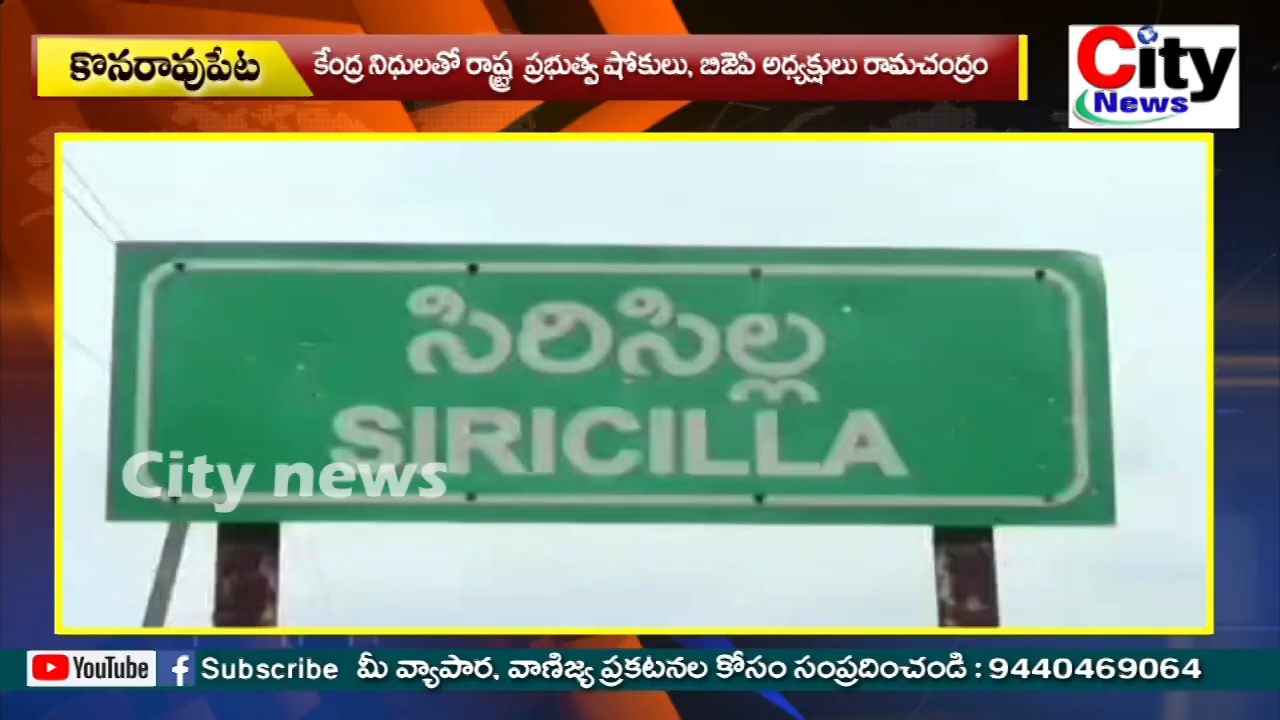 కొనరావుపేట
కేంద్ర నిధులతో రాష్ట్ర ప్రభుత్వ షోకులు, బిజెపి అధ్యక్షులు రామచంద్రం
City
News
సిరిసిల్ల
SIRICILLA
City news
YouTube f Subscribe మీ వ్యాపార, వాణిజ్య ప్రకటనల కోసం సంప్రదించండి : 9440469064